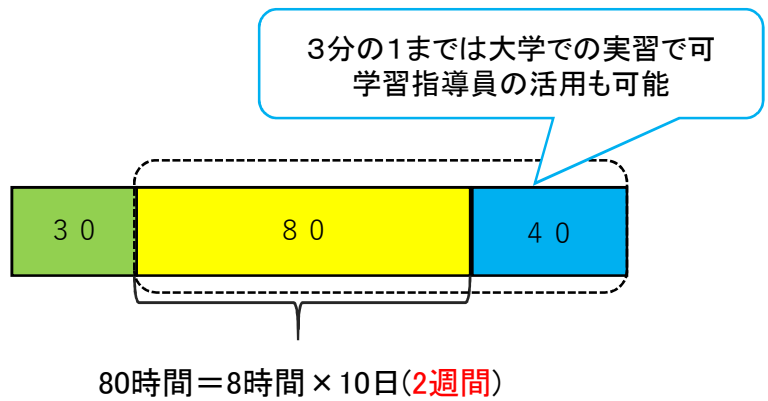 ３分の１までは大学での実習で可
学習指導員の活用も可能
３０
８０
４０
80時間＝8時間×10日(2週間)